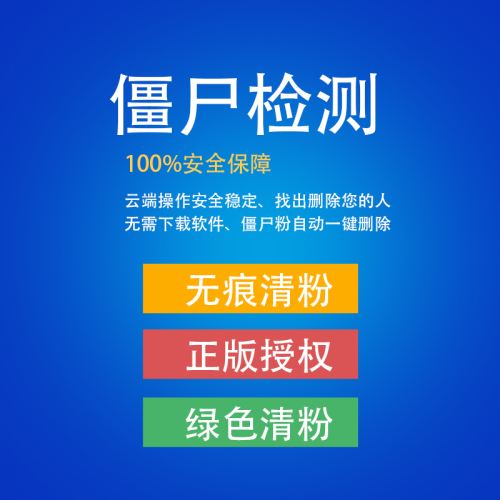 僵尸检测
100%安全保障
云端操作安全稳定、找出删除您的人
无需下载软件、僵尸粉自动一键删除
无痕清粉
正版授权
绿色清粉